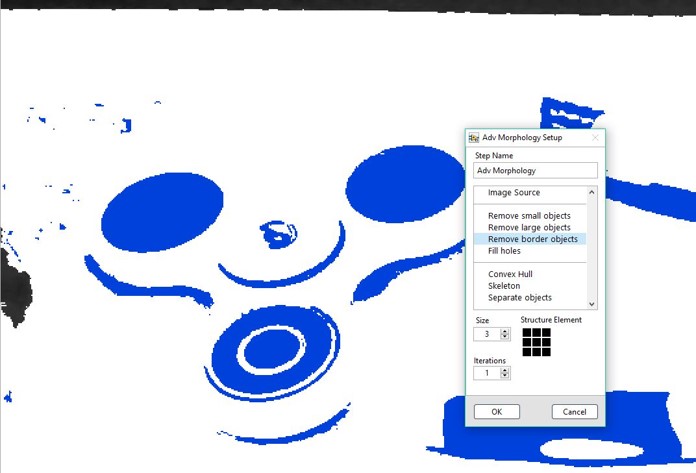 Adv Morphology Setup
Step Name
Adv Morphology
Image Source
Remove small objects
Remove large objects
Remove border objects
Fill holes
Convex Hull
Skeleton
Separate objects
Size
Structure Element
3
Iterations
1
OK
Cancel